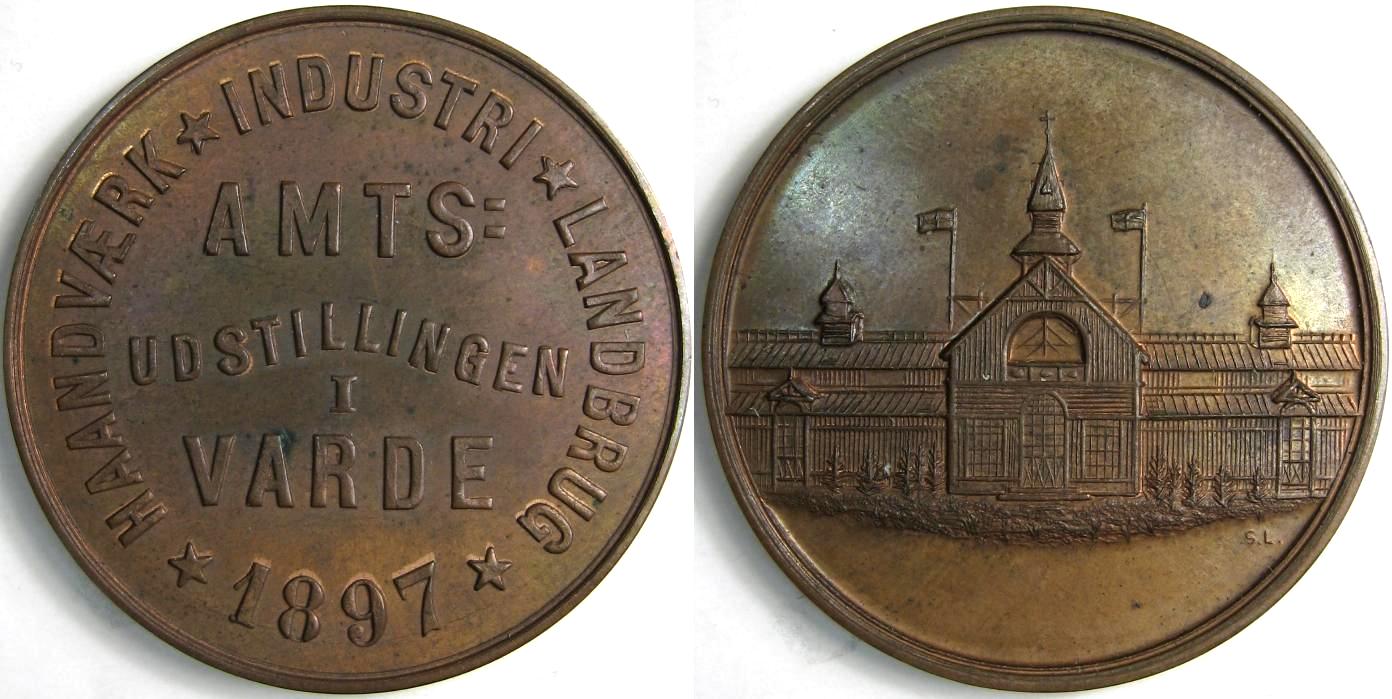 HAANDVÆRK ★ INDUSTRI ★ LANDBRUG
AMTS=
UDSTILLINGEN
I
VARDE
★ 1897 ★
S.L.